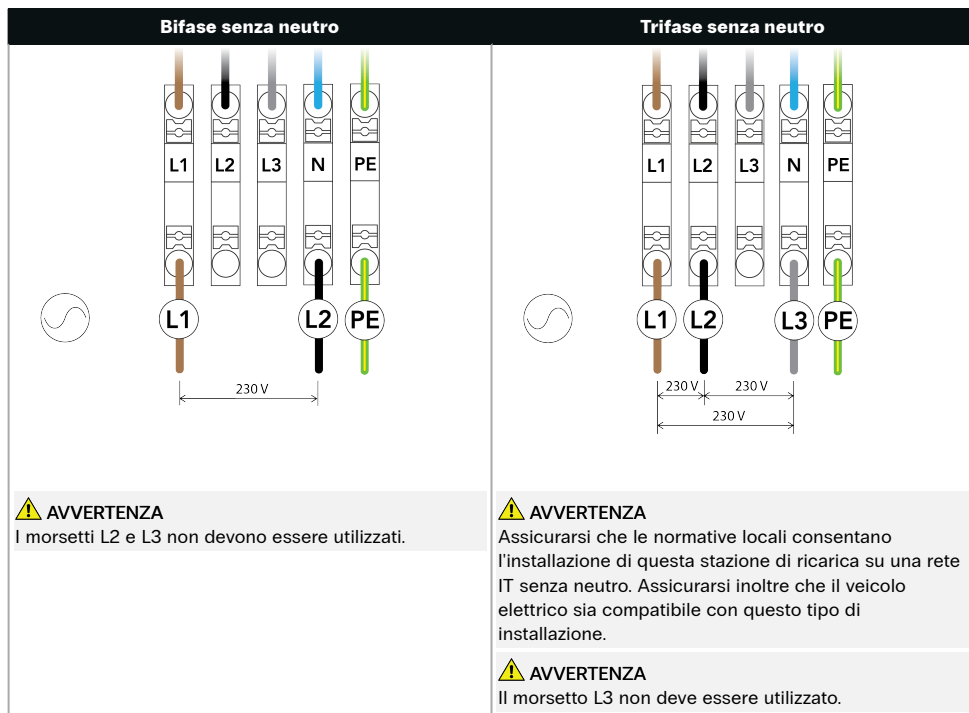 Bifase senza neutro
L1 L2 L3 N PE
L1 L2 PE
230 V
AVVERTENZA
I morsetti L2 e L3 non devono essere utilizzati.
Trifase senza neutro
L1 L2 L3 N PE
L1 L2 L3 PE
230 V 230 V
230 V
AVVERTENZA
Assicurarsi che le normative locali consentano
l'installazione di questa stazione di ricarica su una rete
IT senza neutro. Assicurarsi inoltre che il veicolo
elettrico sia compatibile con questo tipo di
installazione.
AVVERTENZA
Il morsetto L3 non deve essere utilizzato.